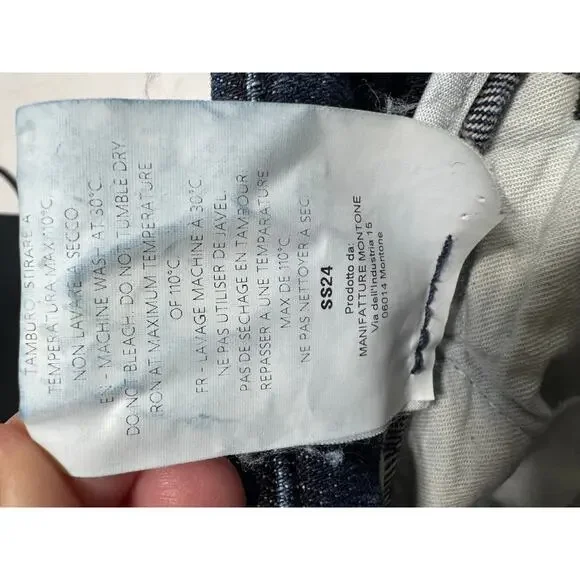 TAMBURO. STIRARE A
TEMPERATURA MAX 110°C.
NON LAVARE A SECCO.
EN - MACHINE WASH AT 30°C.
DO NOT BLEACH. DO NOT TUMBLE DRY
IRON AT MAXIMUM TEMPERATURE
OF 110°C
FR - LAVAGE MACHINE A 30°C.
NE PAS UTILISER DE JAVEL.
PAS DE SÉCHAGE EN TAMBOUR
REPASSER A UNE TEMPARATURE
MAX DE 110°C.
NE PAS NETTOYER A SEC.
SS24
Prodotto da:
MANIFATTURE MONTONE
Via dell'Industria 15
06014 Montone